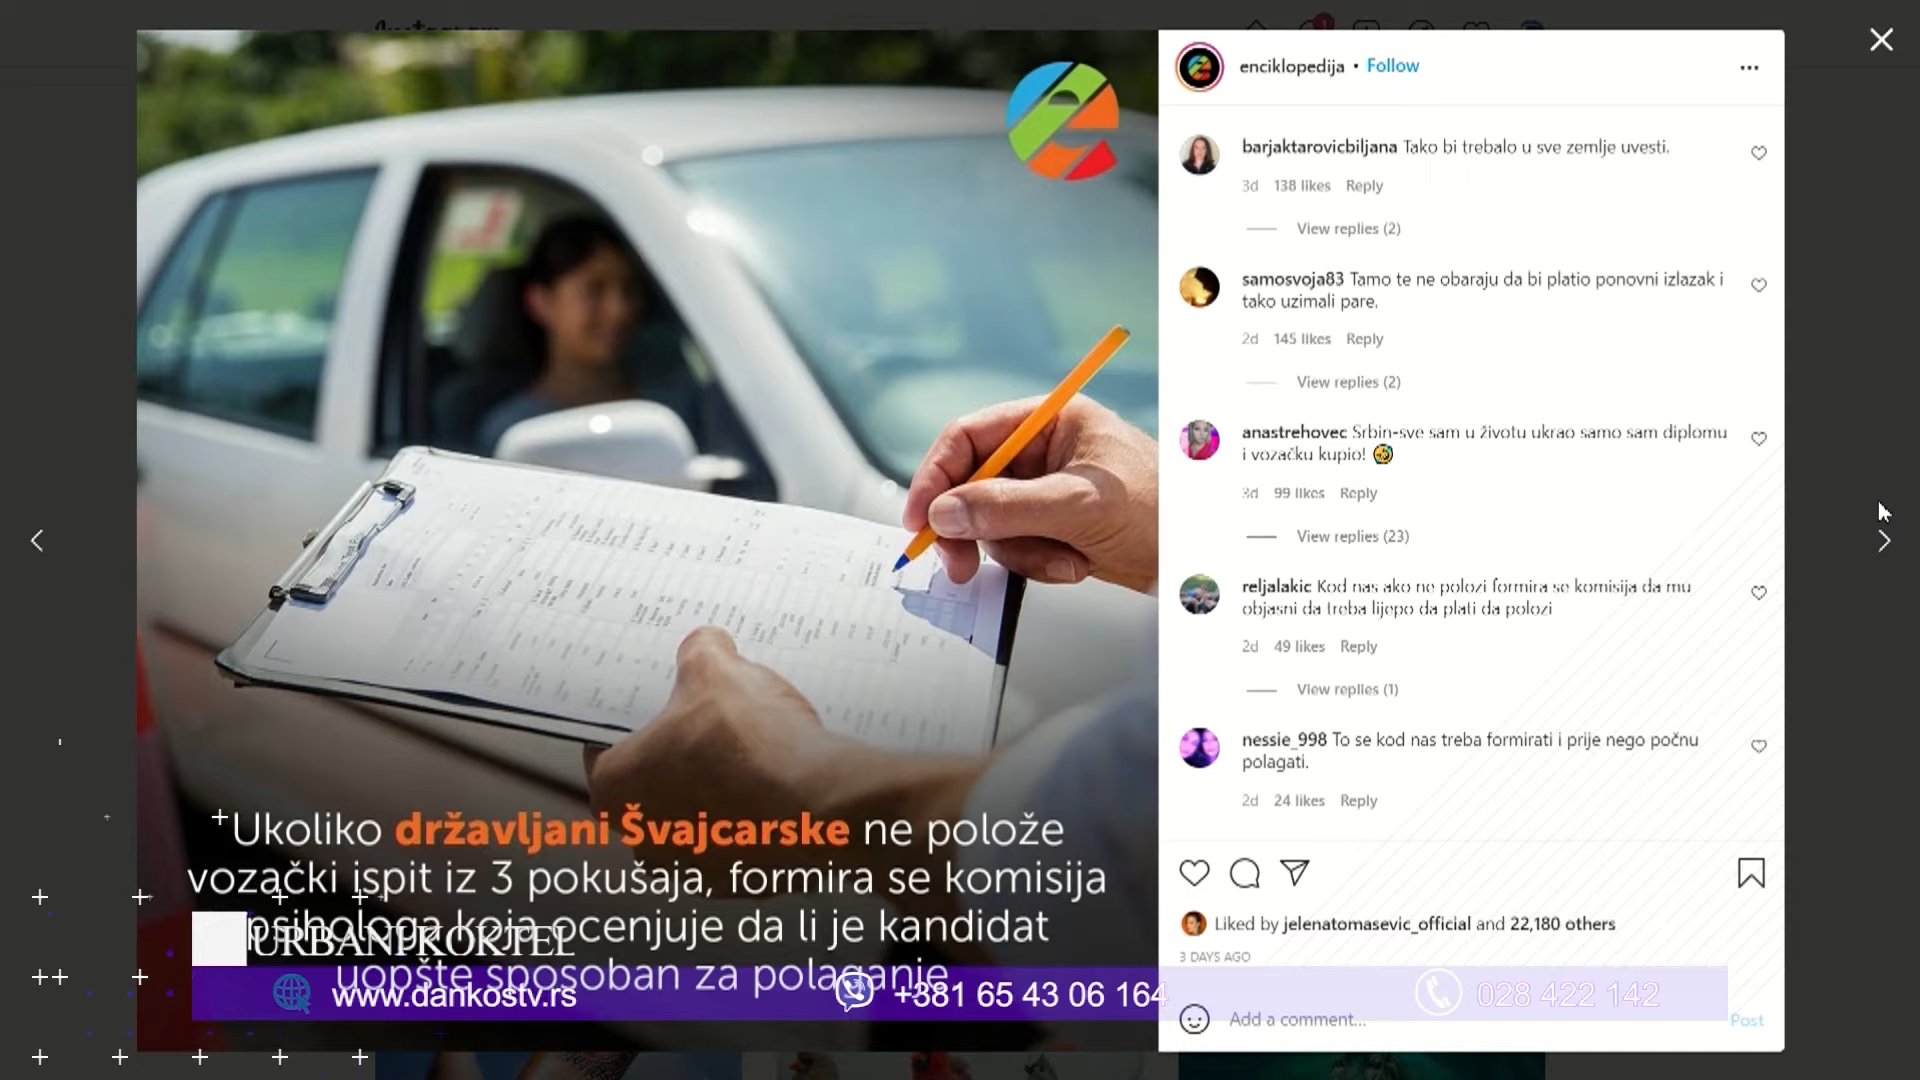 enciklopedija • Follow
barjaktarovicbiljana Tako bi trebalo u sve zemlje uvesti.
3d 138 likes Reply
View replies (2)
samosvoja83 Tamo te ne obaraju da bi platio ponovni izlazak i
tako uzimali pare.
2d 145 likes Reply
View replies (2)
anastrehovec Srbin-sve sam u životu ukrao samo sam diplomu
i vozačku kupio! 🤣
3d 99 likes Reply
View replies (23)
reljalakic Kod nas ako ne polozi formira se komisija da mu
objasni da treba lijepo da plati da polozi
2d 49 likes Reply
View replies (1)
nessie_998 To se kod nas treba formirati i prije nego počnu
polagati.
2d 24 likes Reply
Liked by jelenatomasevic_official and 22,180 others
3 DAYS AGO
Add a comment...
Post
Ukoliko državljani Švajcarske ne polože
vozački ispit iz 3 pokušaja, formira se komisija
psihologa koja ocenjuje da li je kandidat
uopšte sposoban za polaganje.
URBANI KOKTEL
www.dankostv.rs +381 65 43 06 164 028 422 142